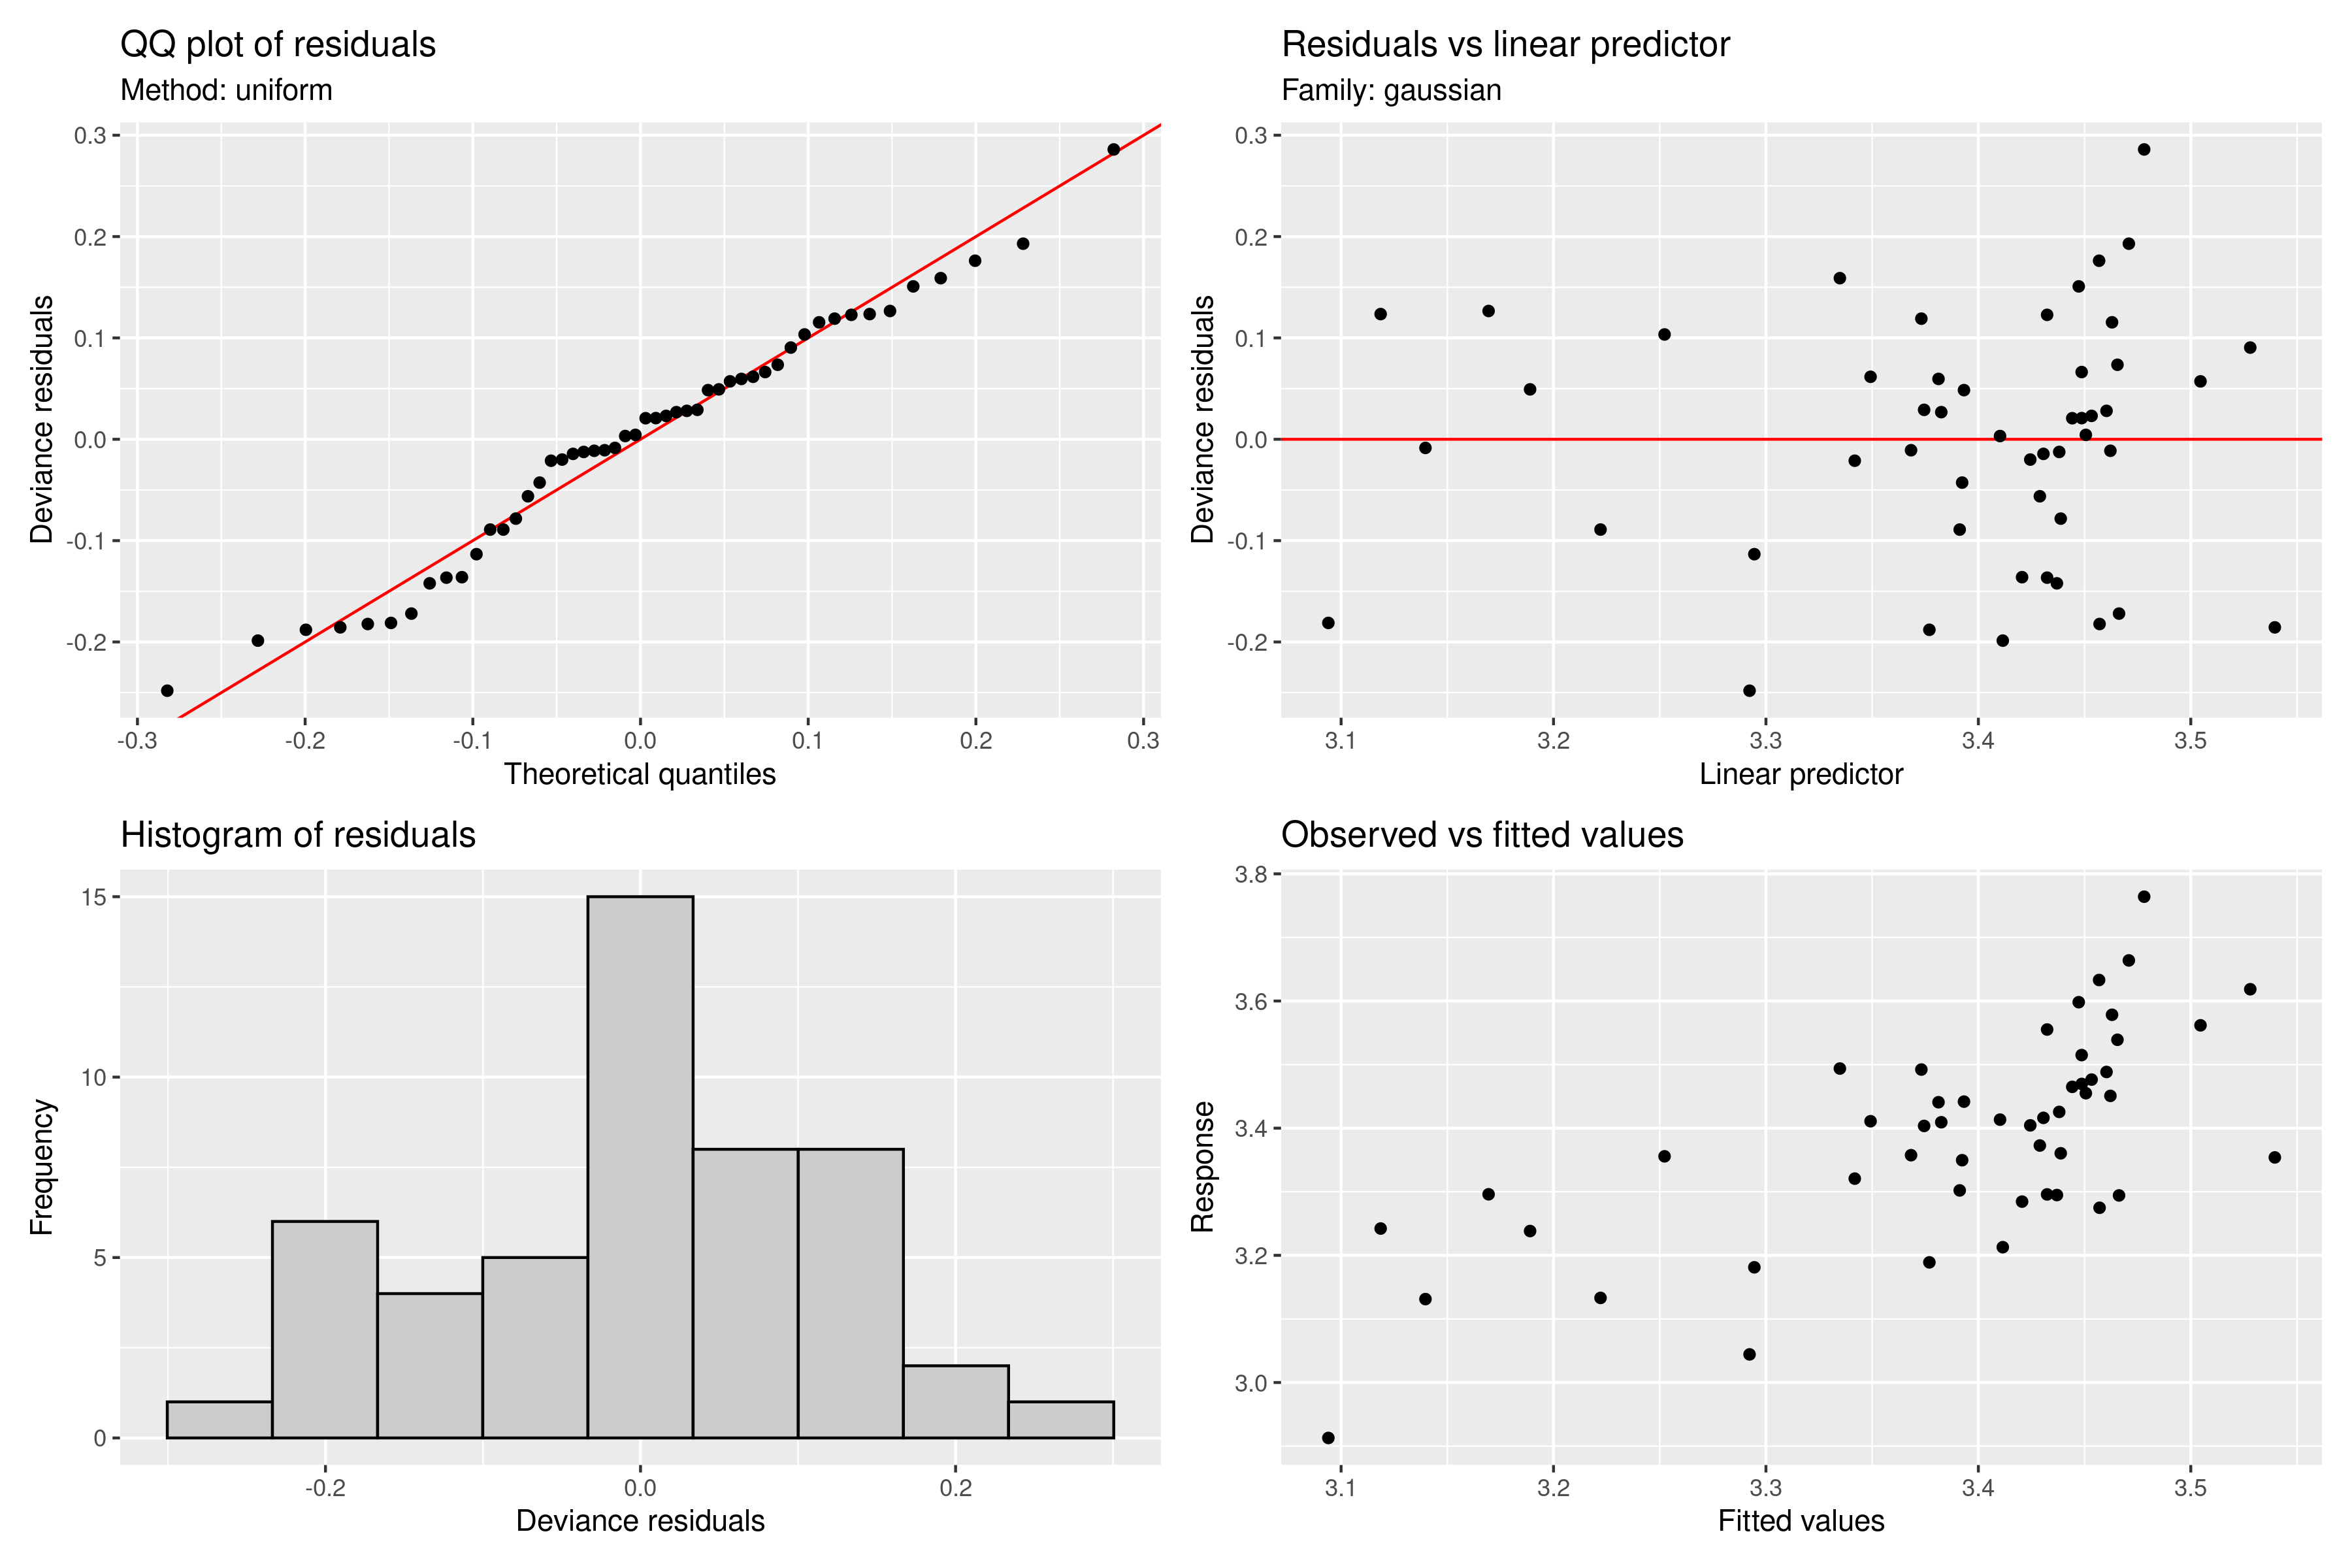 QQ plot of residuals
Method: uniform
0.3
0.2
0.1
0.0
-0.1
-0.2
Deviance residuals
-0.3 -0.2 -0.1 0.0 0.1 0.2 0.3
Theoretical quantiles
Residuals vs linear predictor
Family: gaussian
0.3
0.2
0.1
0.0
-0.1
-0.2
Deviance residuals
3.1 3.2 3.3 3.4 3.5
Linear predictor
Histogram of residuals
15
10
5
0
Frequency
-0.2 0.0 0.2
Deviance residuals
Observed vs fitted values
3.8
3.6
3.4
3.2
3.0
Response
3.1 3.2 3.3 3.4 3.5
Fitted values